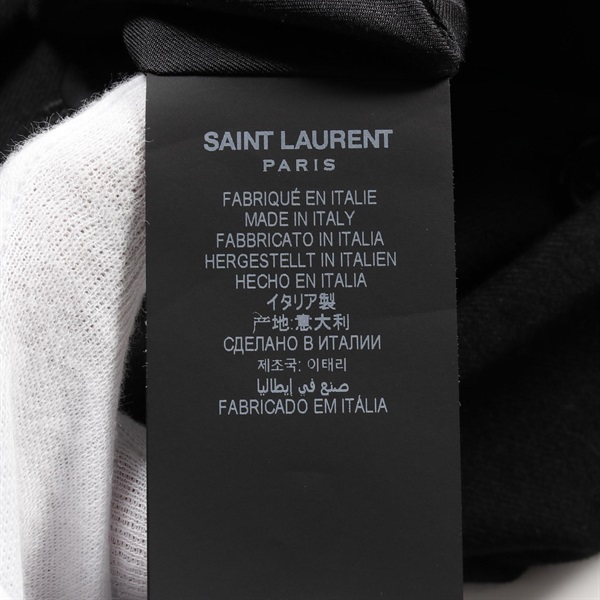 SAINT LAURENT
PARIS
FABRIQUÉ EN ITALIE
MADE IN ITALY
FABBRICATO IN ITALIA
HERGESTELLT IN ITALIEN
HECHO EN ITALIA
イタリア製
产地:意大利
СДЕЛАНО В ИТАЛИИ
제조국: 이태리
صنع في إيطاليا
FABRICADO EM ITÁLIA